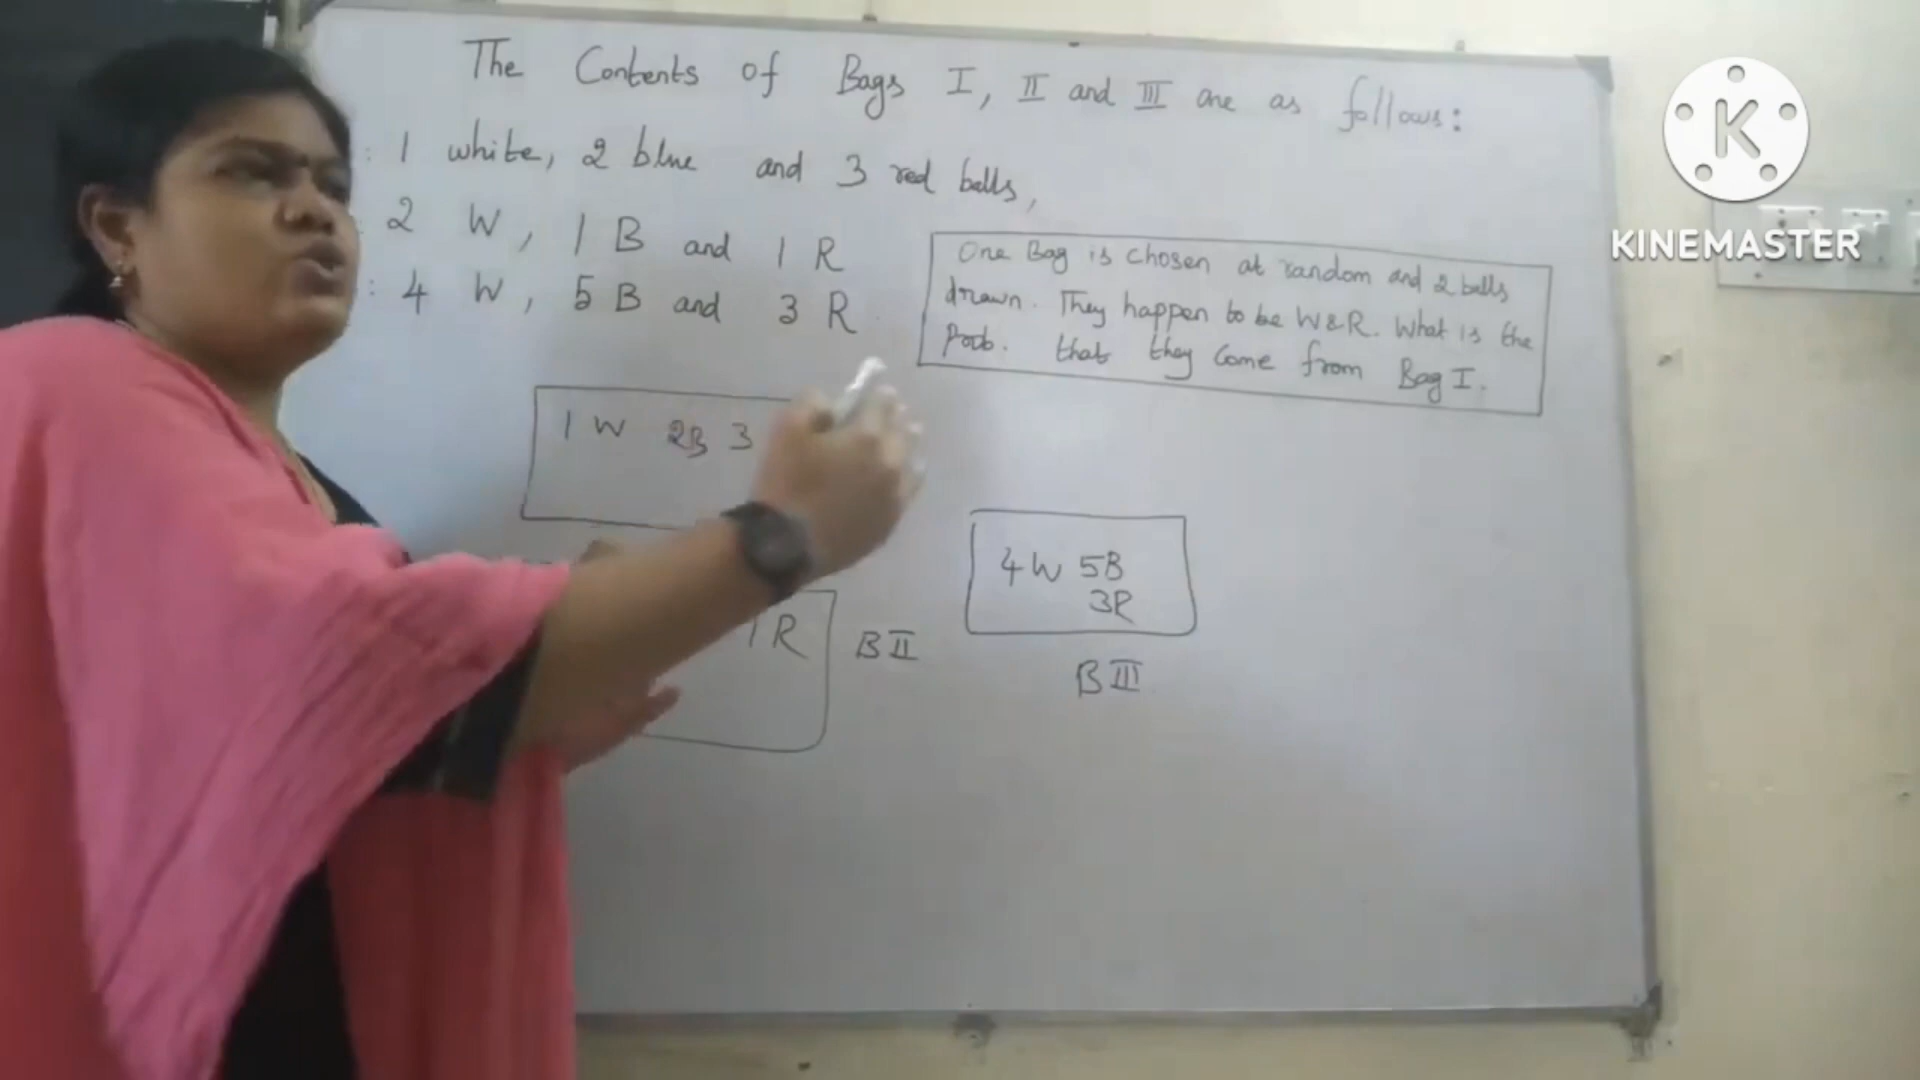 The Contents of Bags I, II and III are as follows:
: 1 white, 2 blue and 3 red balls,
: 2 W, 1 B and 1 R
: 4 W, 5 B and 3 R
One Bag is chosen at random and 2 balls
drawn. They happen to be W&R. What is the
Prob. that they Come from Bag I.
1 W 2B 3
1 R
B II
4 W 5B
3R
B III
K
KINEMASTER